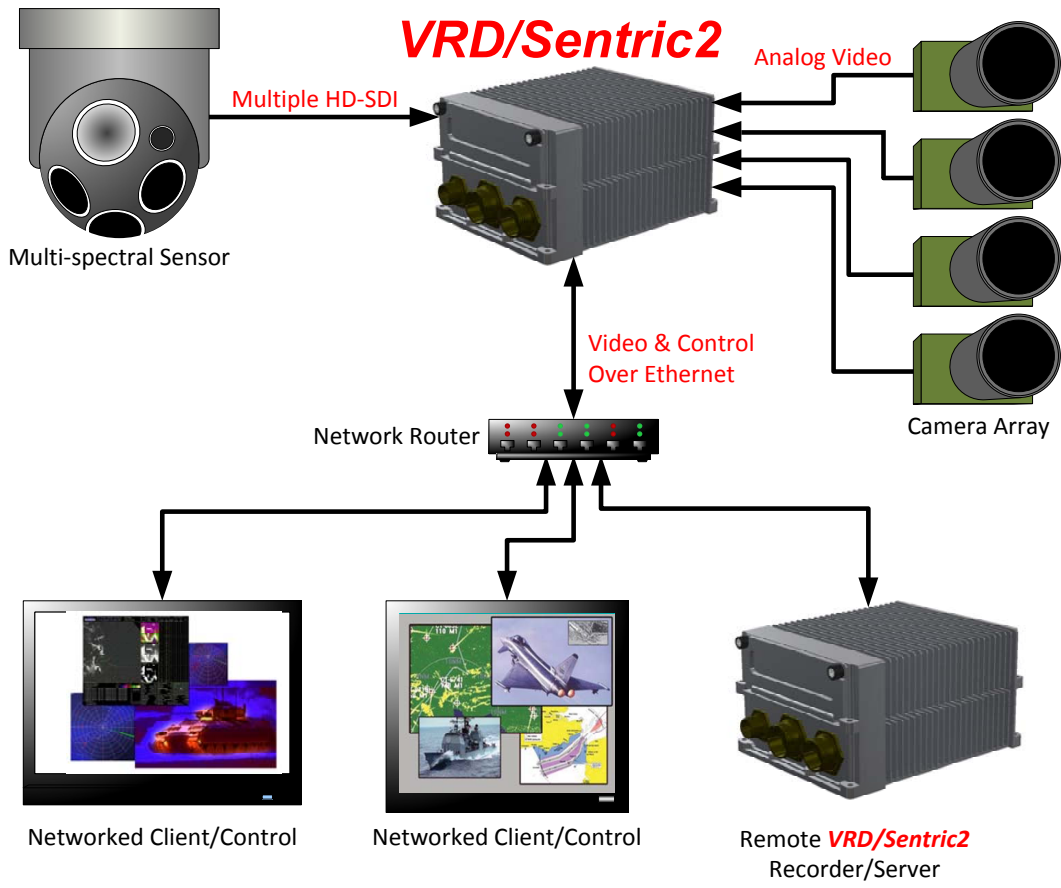 VRD/Sentric2
Analog Video
Multiple HD-SDI
Multi-spectral Sensor
Video & Control
Over Ethernet
Network Router
Camera Array
Networked Client/Control
Networked Client/Control
Remote VRD/Sentric2
Recorder/Server